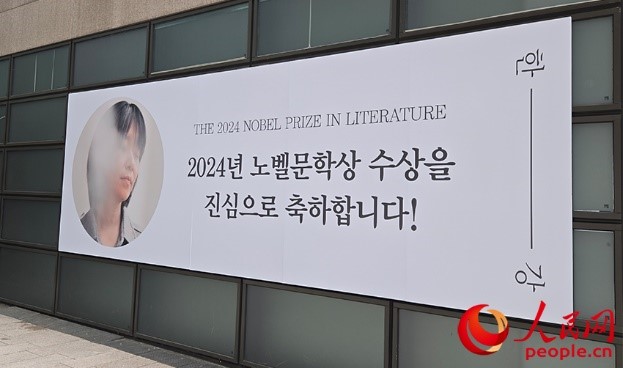 THE 2024 NOBEL PRIZE IN LITERATURE
2024년 노벨문학상 수상을
진심으로 축하합니다!
한
강
人民网
people.cn